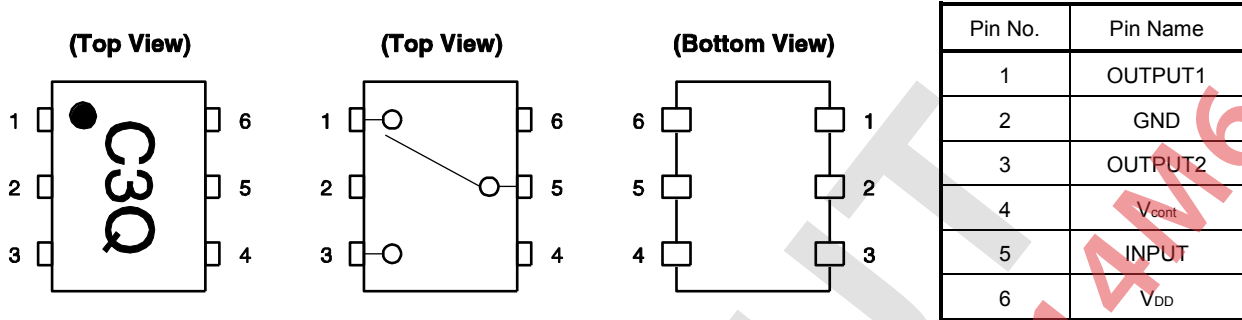 (Top View)
1 6
2 5
3 4
C3Q
(Top View)
1 6
2 5
3 4
(Bottom View)
6 1
5 2
4 3
Pin No. Pin Name
1 OUTPUT1
2 GND
3 OUTPUT2
4 Vcont
5 INPUT
6 VDD